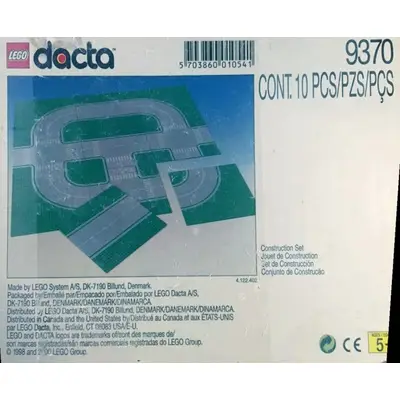 LEGO dacta
5 703860 010541
9370
CONT. 10 PCS/PZS/PÇS
Construction Set
Jouet de Construction
Set de Construcción
Conjunto de Construção
4.122.402
Made by LEGO System A/S, DK-7190 Billund, Denmark.
Packaged by/Emballé par/Empacado por/Embalado por LEGO Dacta A/S,
DK-7190 Billund, DENMARK/DANEMARK/DINAMARCA.
Distributed by LEGO Dacta A/S, DK-7190 Billund, DENMARK/DANEMARK/DINAMARCA.
Distributed in Canada and the United States by/Distribué au Canada et aux ÉTATS-UNIS
par LEGO Dacta, Inc., Enfield, CT 06083 USA/E.U.
LEGO and DACTA logos are trademarks of/sont des marques de/
son marcas registradas de/são marcas comerciais registradas do LEGO Group.
© 1998 and LEGO Group.
CE
5+